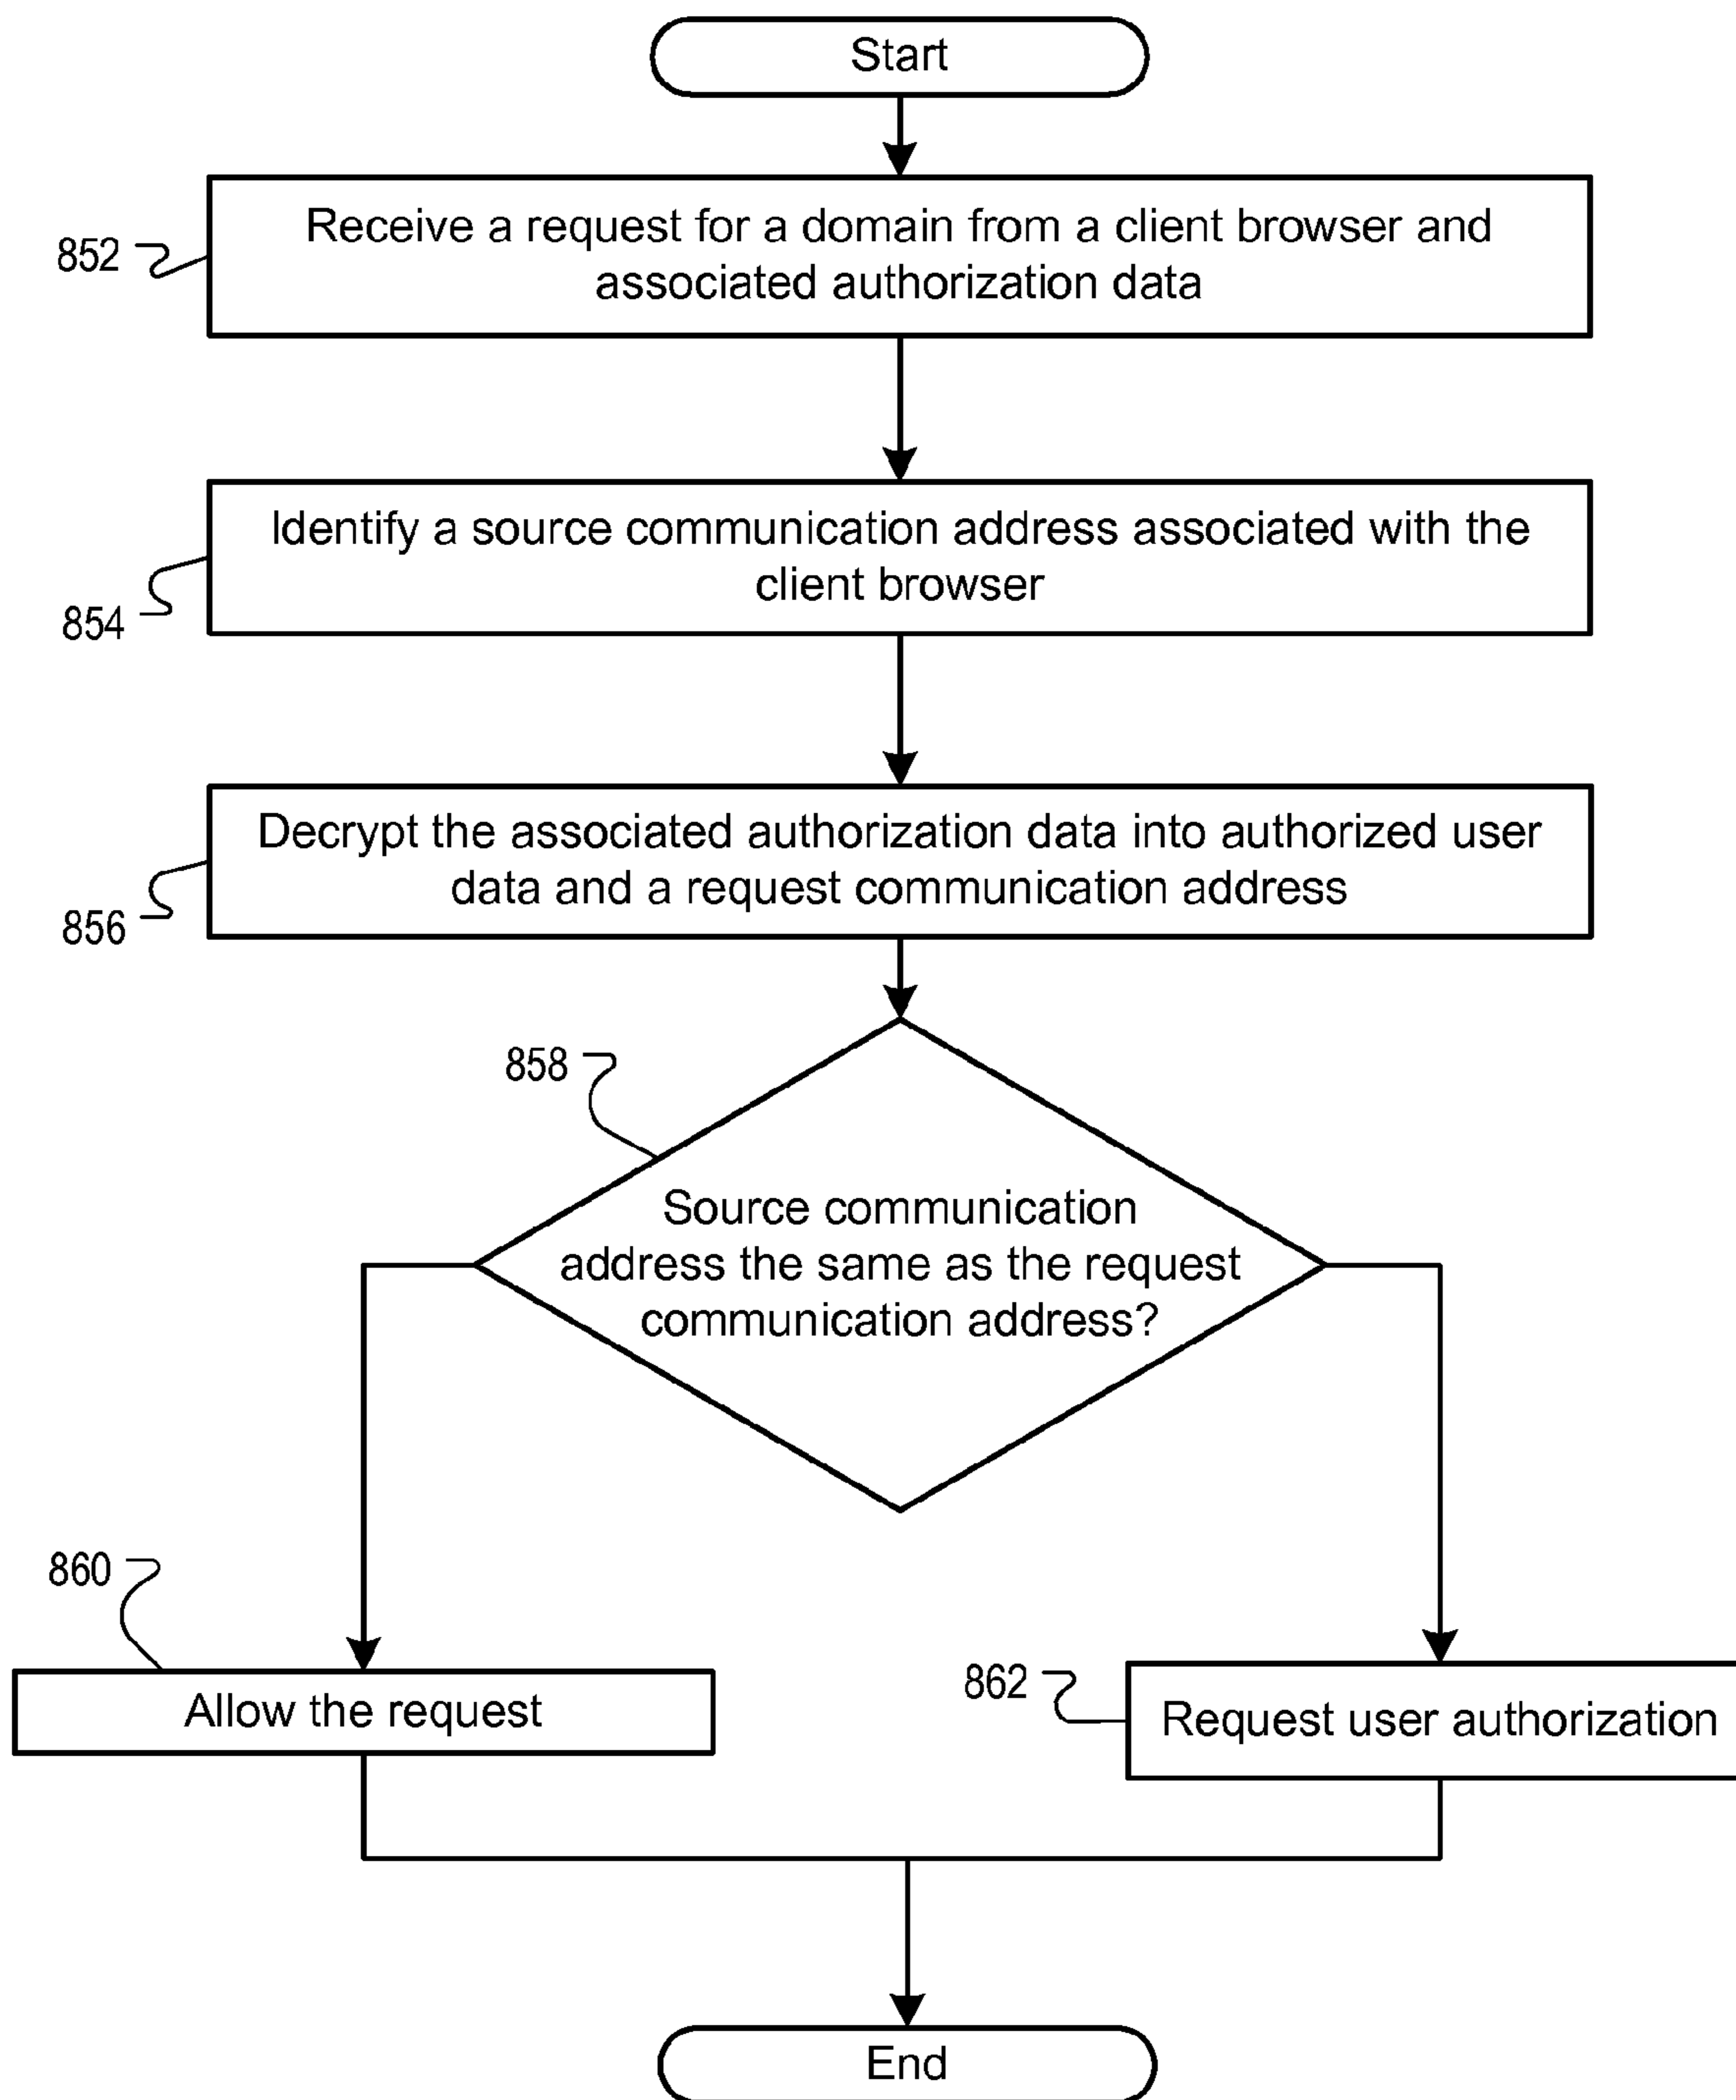 Start
852
Receive a request for a domain from a client browser and
associated authorization data
Identify a source communication address associated with the
client browser
854
Decrypt the associated authorization data into authorized user
data and a request communication address
856
858
Source communication
address the same as the request
communication address?
860
Allow the request
862
Request user authorization
End